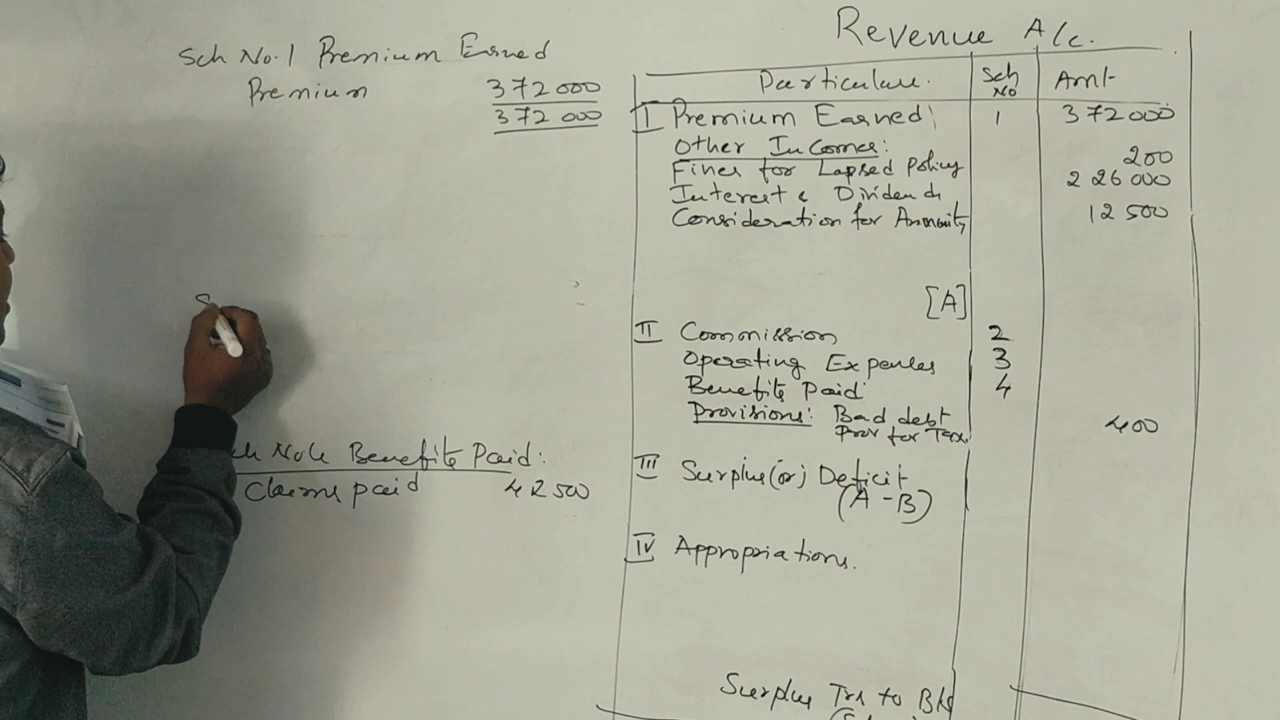 Sch No.1 Premium Earned
Premium 372000
372000
Revenue A/c.
Particulars. Sch No Amt
I Premium Earned: 1 372000
Other Incomes:
Fines for Lapsed policy 200
Interest & Dividends 226000
Consideration for Annuity 12500
[A]
II Commission 2
Operating Expenses 3
Benefits Paid 4
Provisions: Bad debt 400
Prov for Tax
III Surplus(or) Deficit
(A-B)
IV Appropriations.
Surplus Trs to B/s
Benefits Paid:
Claims paid 42500